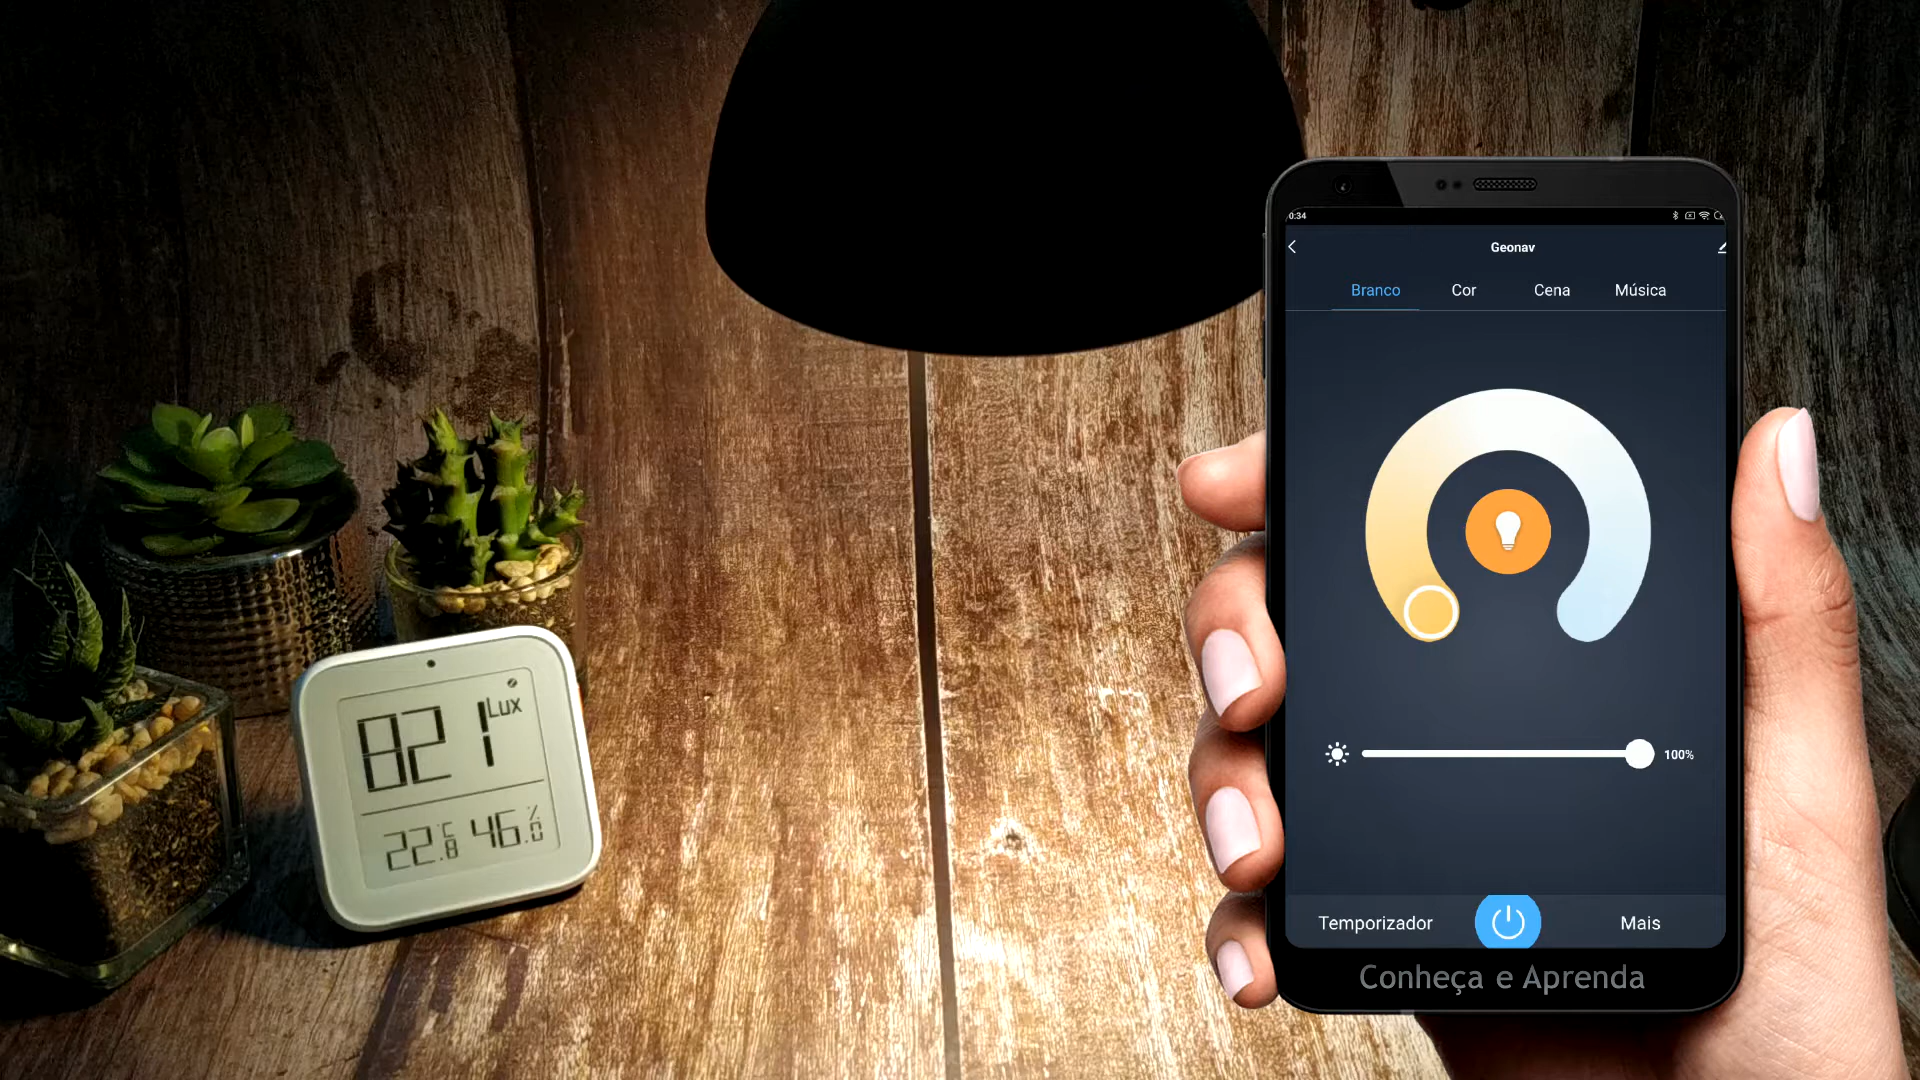 821 Lux
22.8 °C 46.0 %
0:34
Geonav
Branco Cor Cena Música
100%
Temporizador Mais
Conheça e Aprenda